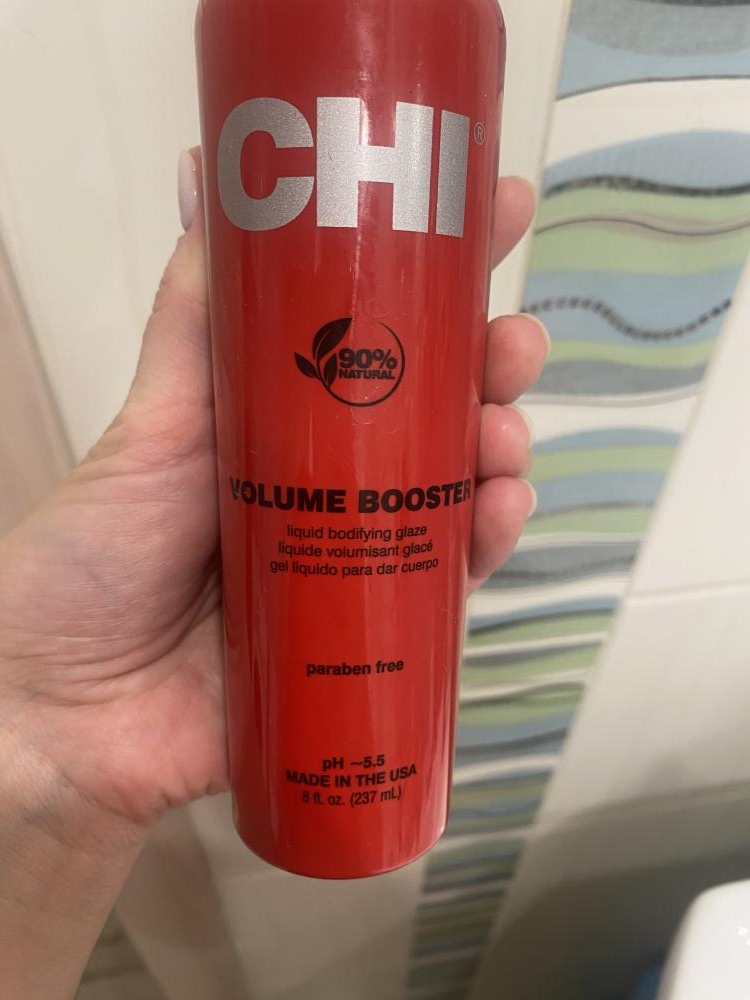 CHI®
90%
NATURAL
VOLUME BOOSTER
liquid bodifying glaze
liquide volumisant glacé
gel líquido para dar cuerpo
paraben free
pH ~5.5
MADE IN THE USA
8 fl. oz. (237 mL)